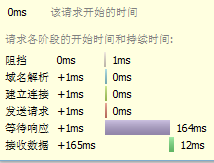 0ms 该请求开始的时间
请求各阶段的开始时间和持续时间:
阻挡 0ms 1ms
域名解析 +1ms 0ms
建立连接 +1ms 0ms
发送请求 +1ms 0ms
等待响应 +1ms 164ms
接收数据 +165ms 12ms